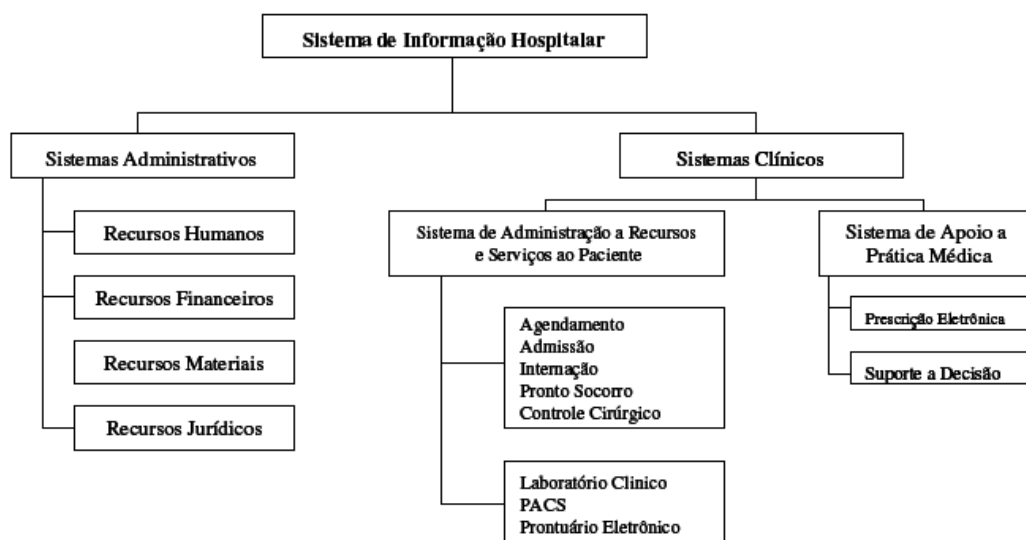 Sistema de Informação Hospitalar
Sistemas Administrativos
Sistemas Clínicos
Recursos Humanos
Recursos Financeiros
Recursos Materiais
Recursos Jurídicos
Sistema de Administração a Recursos
e Serviços ao Paciente
Agendamento
Admissão
Internação
Pronto Socorro
Controle Cirúrgico
Laboratório Clinico
PACS
Prontuário Eletrônico
Sistema de Apoio a
Prática Médica
Prescrição Eletrônica
Suporte a Decisão